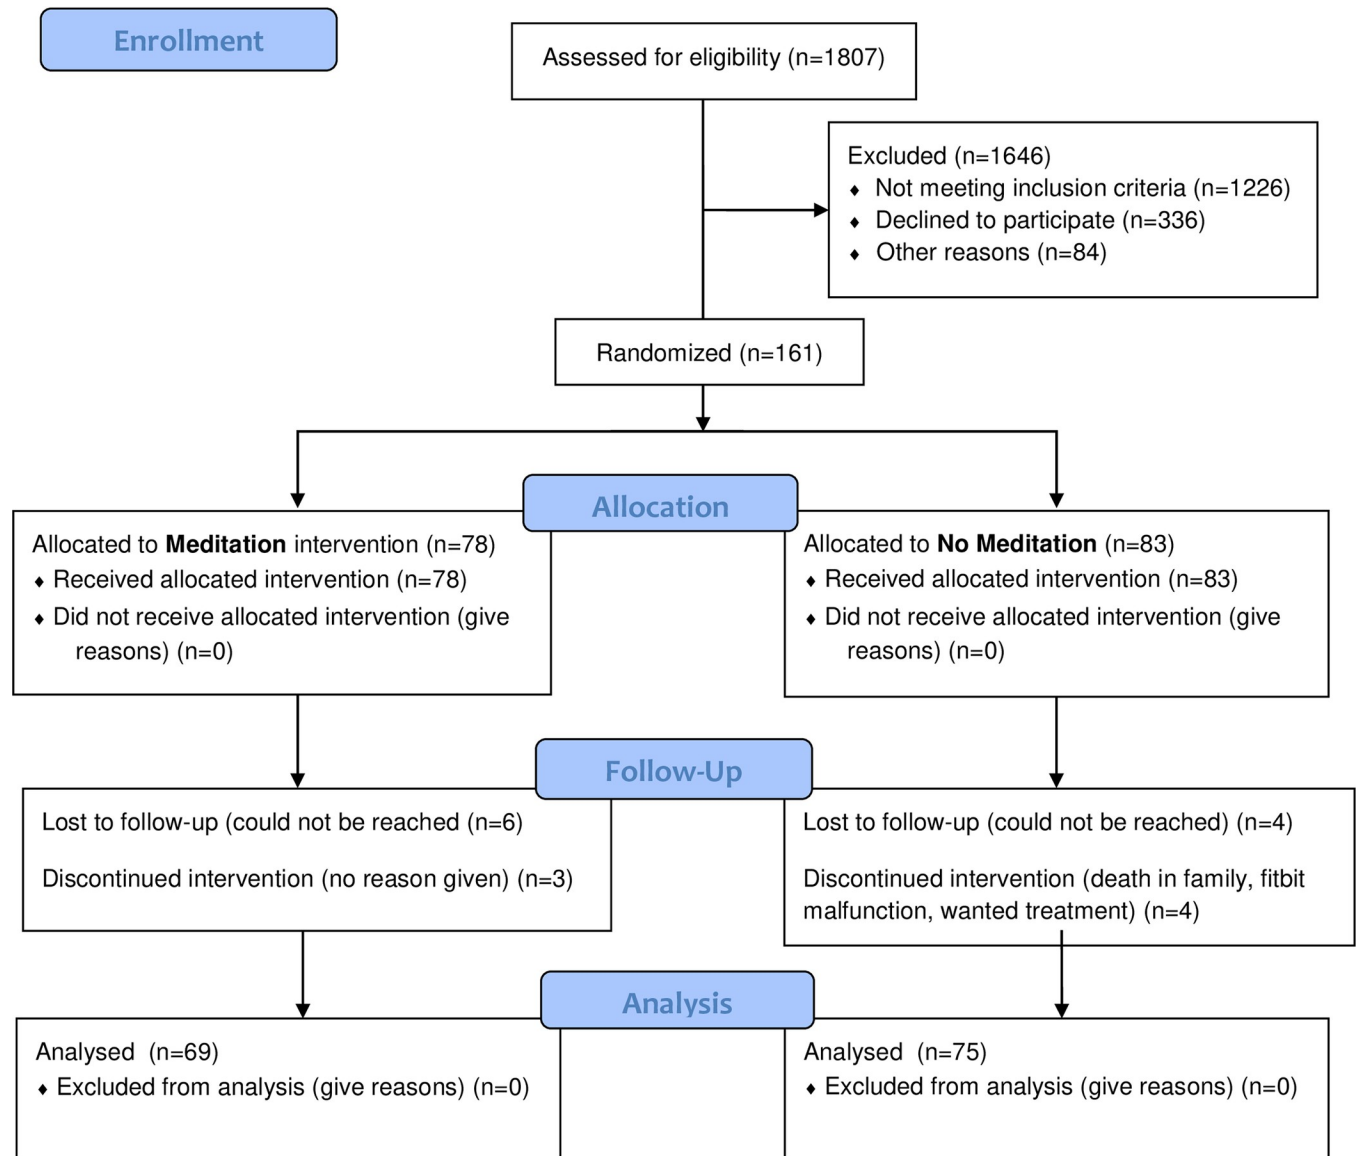 Enrollment
Assessed for eligibility (n=1807)
Excluded (n=1646)
♦ Not meeting inclusion criteria (n=1226)
♦ Declined to participate (n=336)
♦ Other reasons (n=84)
Randomized (n=161)
Allocation
Allocated to Meditation intervention (n=78)
♦ Received allocated intervention (n=78)
♦ Did not receive allocated intervention (give
reasons) (n=0)
Allocated to No Meditation (n=83)
♦ Received allocated intervention (n=83)
♦ Did not receive allocated intervention (give
reasons) (n=0)
Follow-Up
Lost to follow-up (could not be reached (n=6)
Discontinued intervention (no reason given) (n=3)
Lost to follow-up (could not be reached) (n=4)
Discontinued intervention (death in family, fitbit
malfunction, wanted treatment) (n=4)
Analysis
Analysed  (n=69)
♦ Excluded from analysis (give reasons) (n=0)
Analysed  (n=75)
♦ Excluded from analysis (give reasons) (n=0)